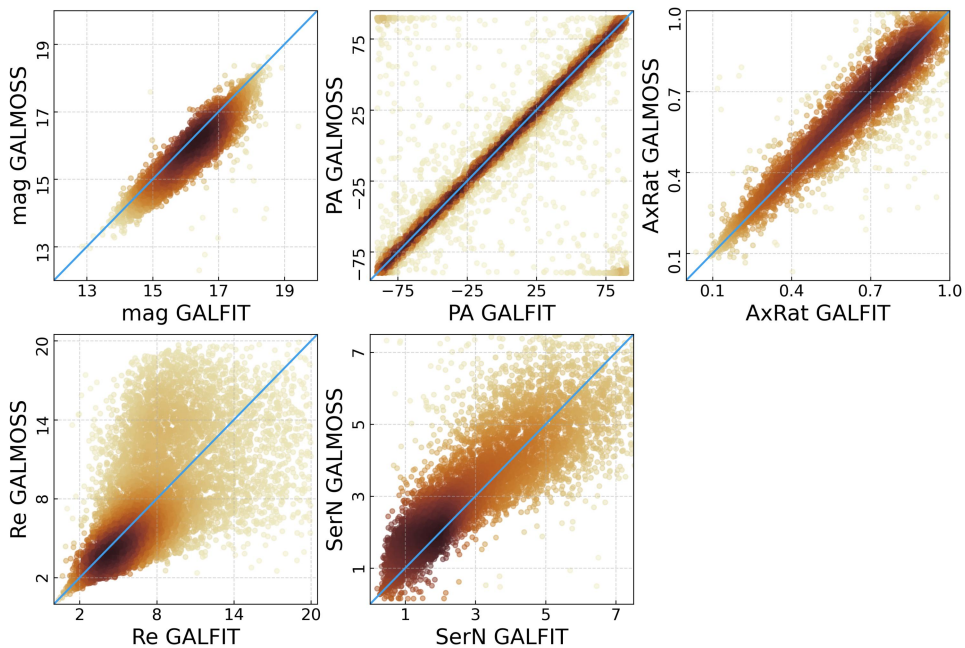 mag GALMOSS
19
17
15
13
13 15 17 19
mag GALFIT
PA GALMOSS
75
25
−25
−75
−75 −25 25 75
PA GALFIT
AxRat GALMOSS
1.0
0.7
0.4
0.1
0.1 0.4 0.7 1.0
AxRat GALFIT
Re GALMOSS
20
14
8
2
2 8 14 20
Re GALFIT
SerN GALMOSS
7
5
3
1
1 3 5 7
SerN GALFIT